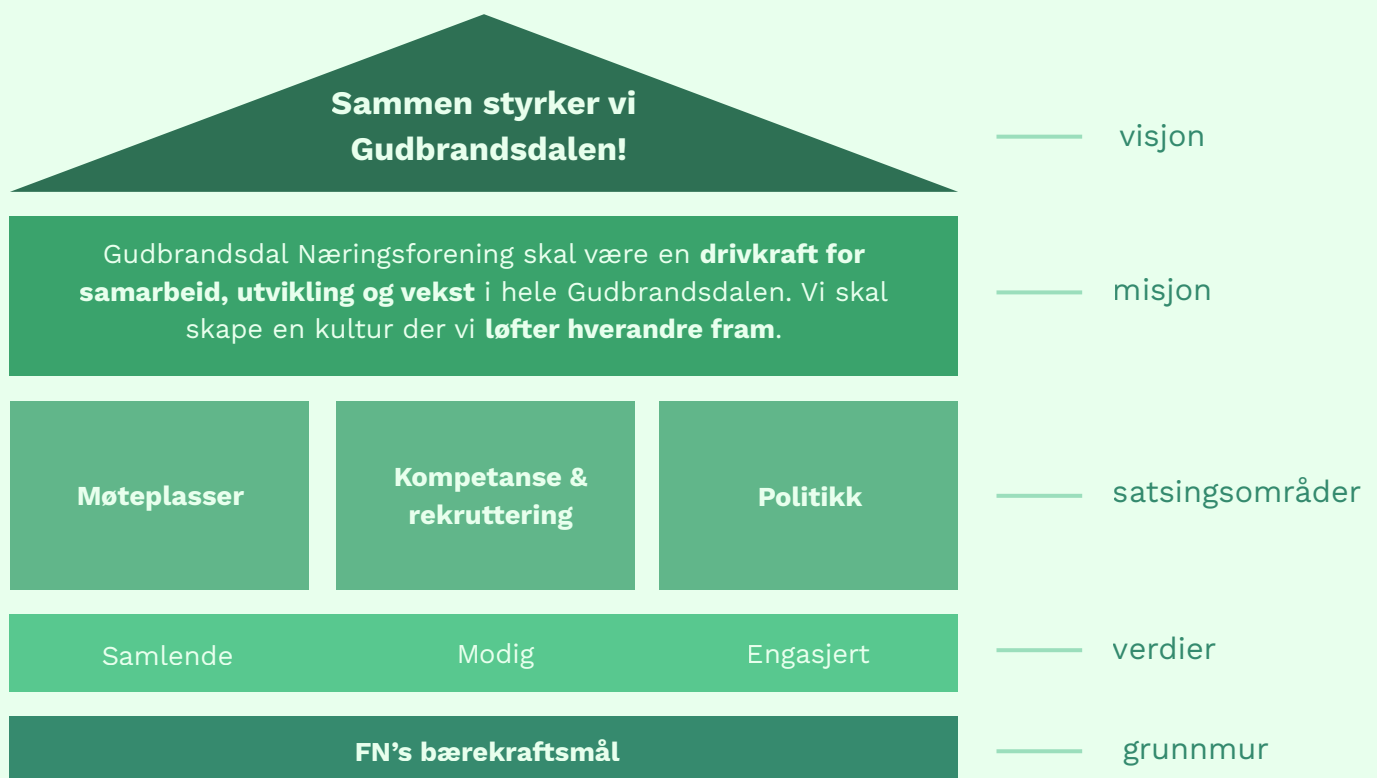 Sammen styrker vi
Gudbrandsdalen!
visjon
Gudbrandsdal Næringsforening skal være en drivkraft for
samarbeid, utvikling og vekst i hele Gudbrandsdalen. Vi skal
skape en kultur der vi løfter hverandre fram.
misjon
Møteplasser
Kompetanse &
rekruttering
Politikk
satsingsområder
Samlende
Modig
Engasjert
verdier
FN’s bærekraftsmål
grunnmur